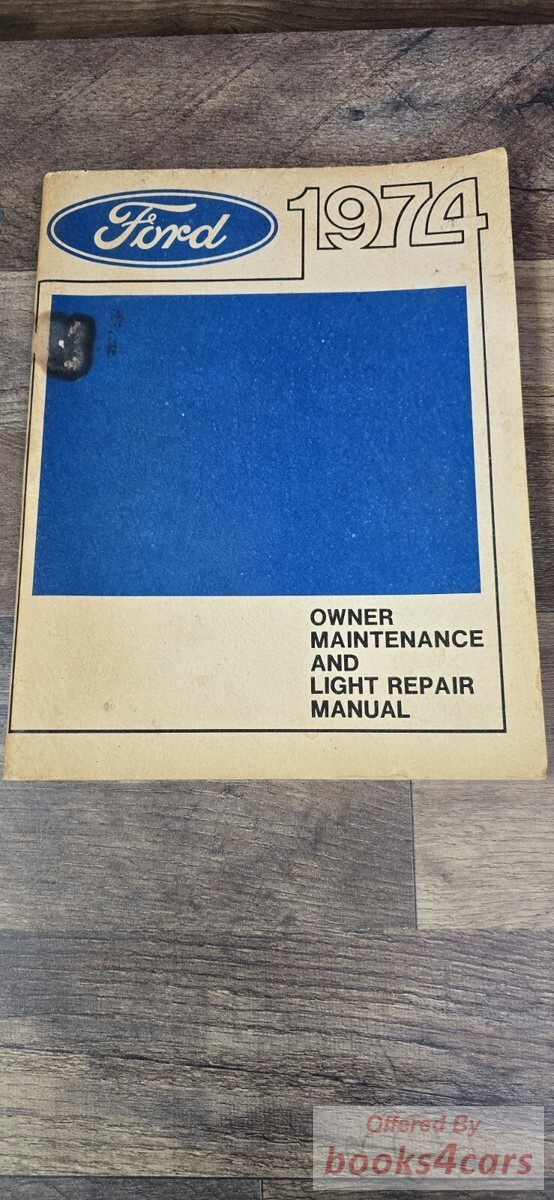 Ford 1974
OWNER
MAINTENANCE
AND
LIGHT REPAIR
MANUAL
Offered By
books4cars